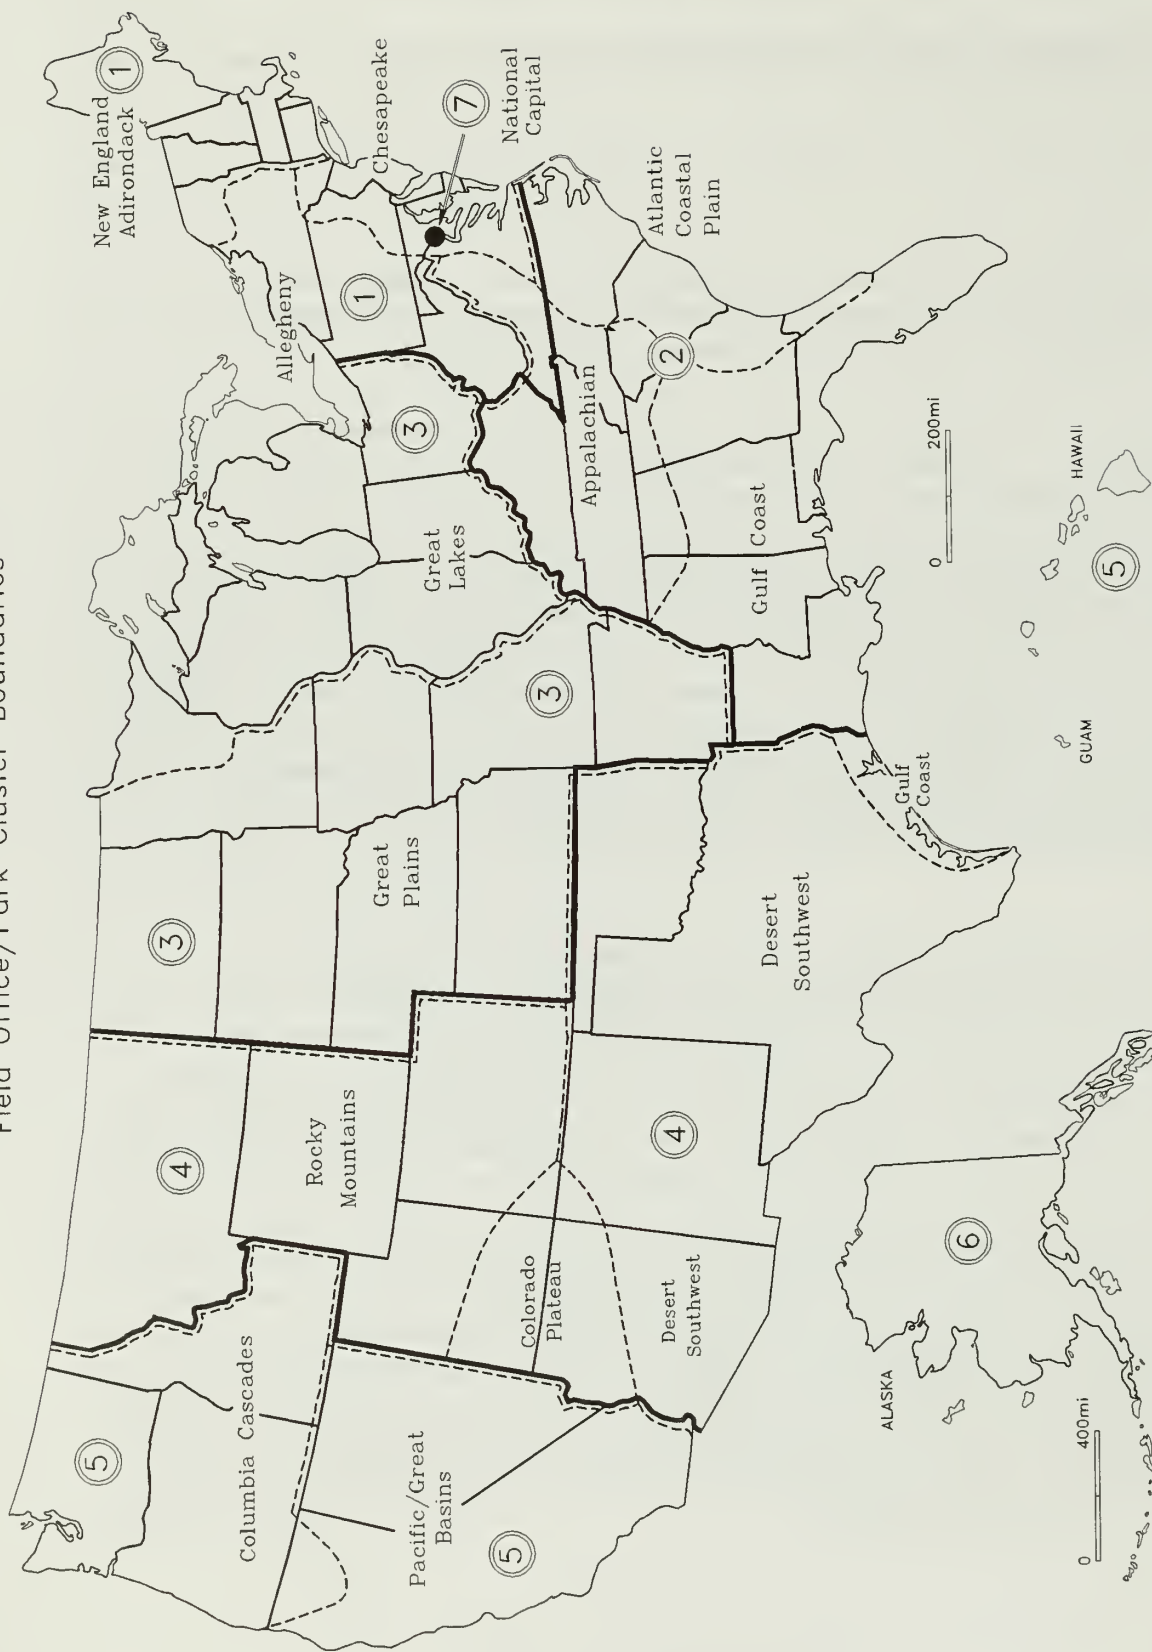 Field Office/Park Cluster Boundaries
5
Columbia Cascades
4
3
Rocky
Mountains
Great
Plains
Pacific/Great
Basins
5
Colorado
Plateau
Desert
Southwest
4
Desert
Southwest
Gulf
Coast
3
Great
Lakes
3
Allegheny
1
New England
Adirondack
1
Chesapeake
7
National
Capital
Appalachian
2
Atlantic
Coastal
Plain
Gulf Coast
0 200mi
HAWAII
5
GUAM
ALASKA
6
0 400mi